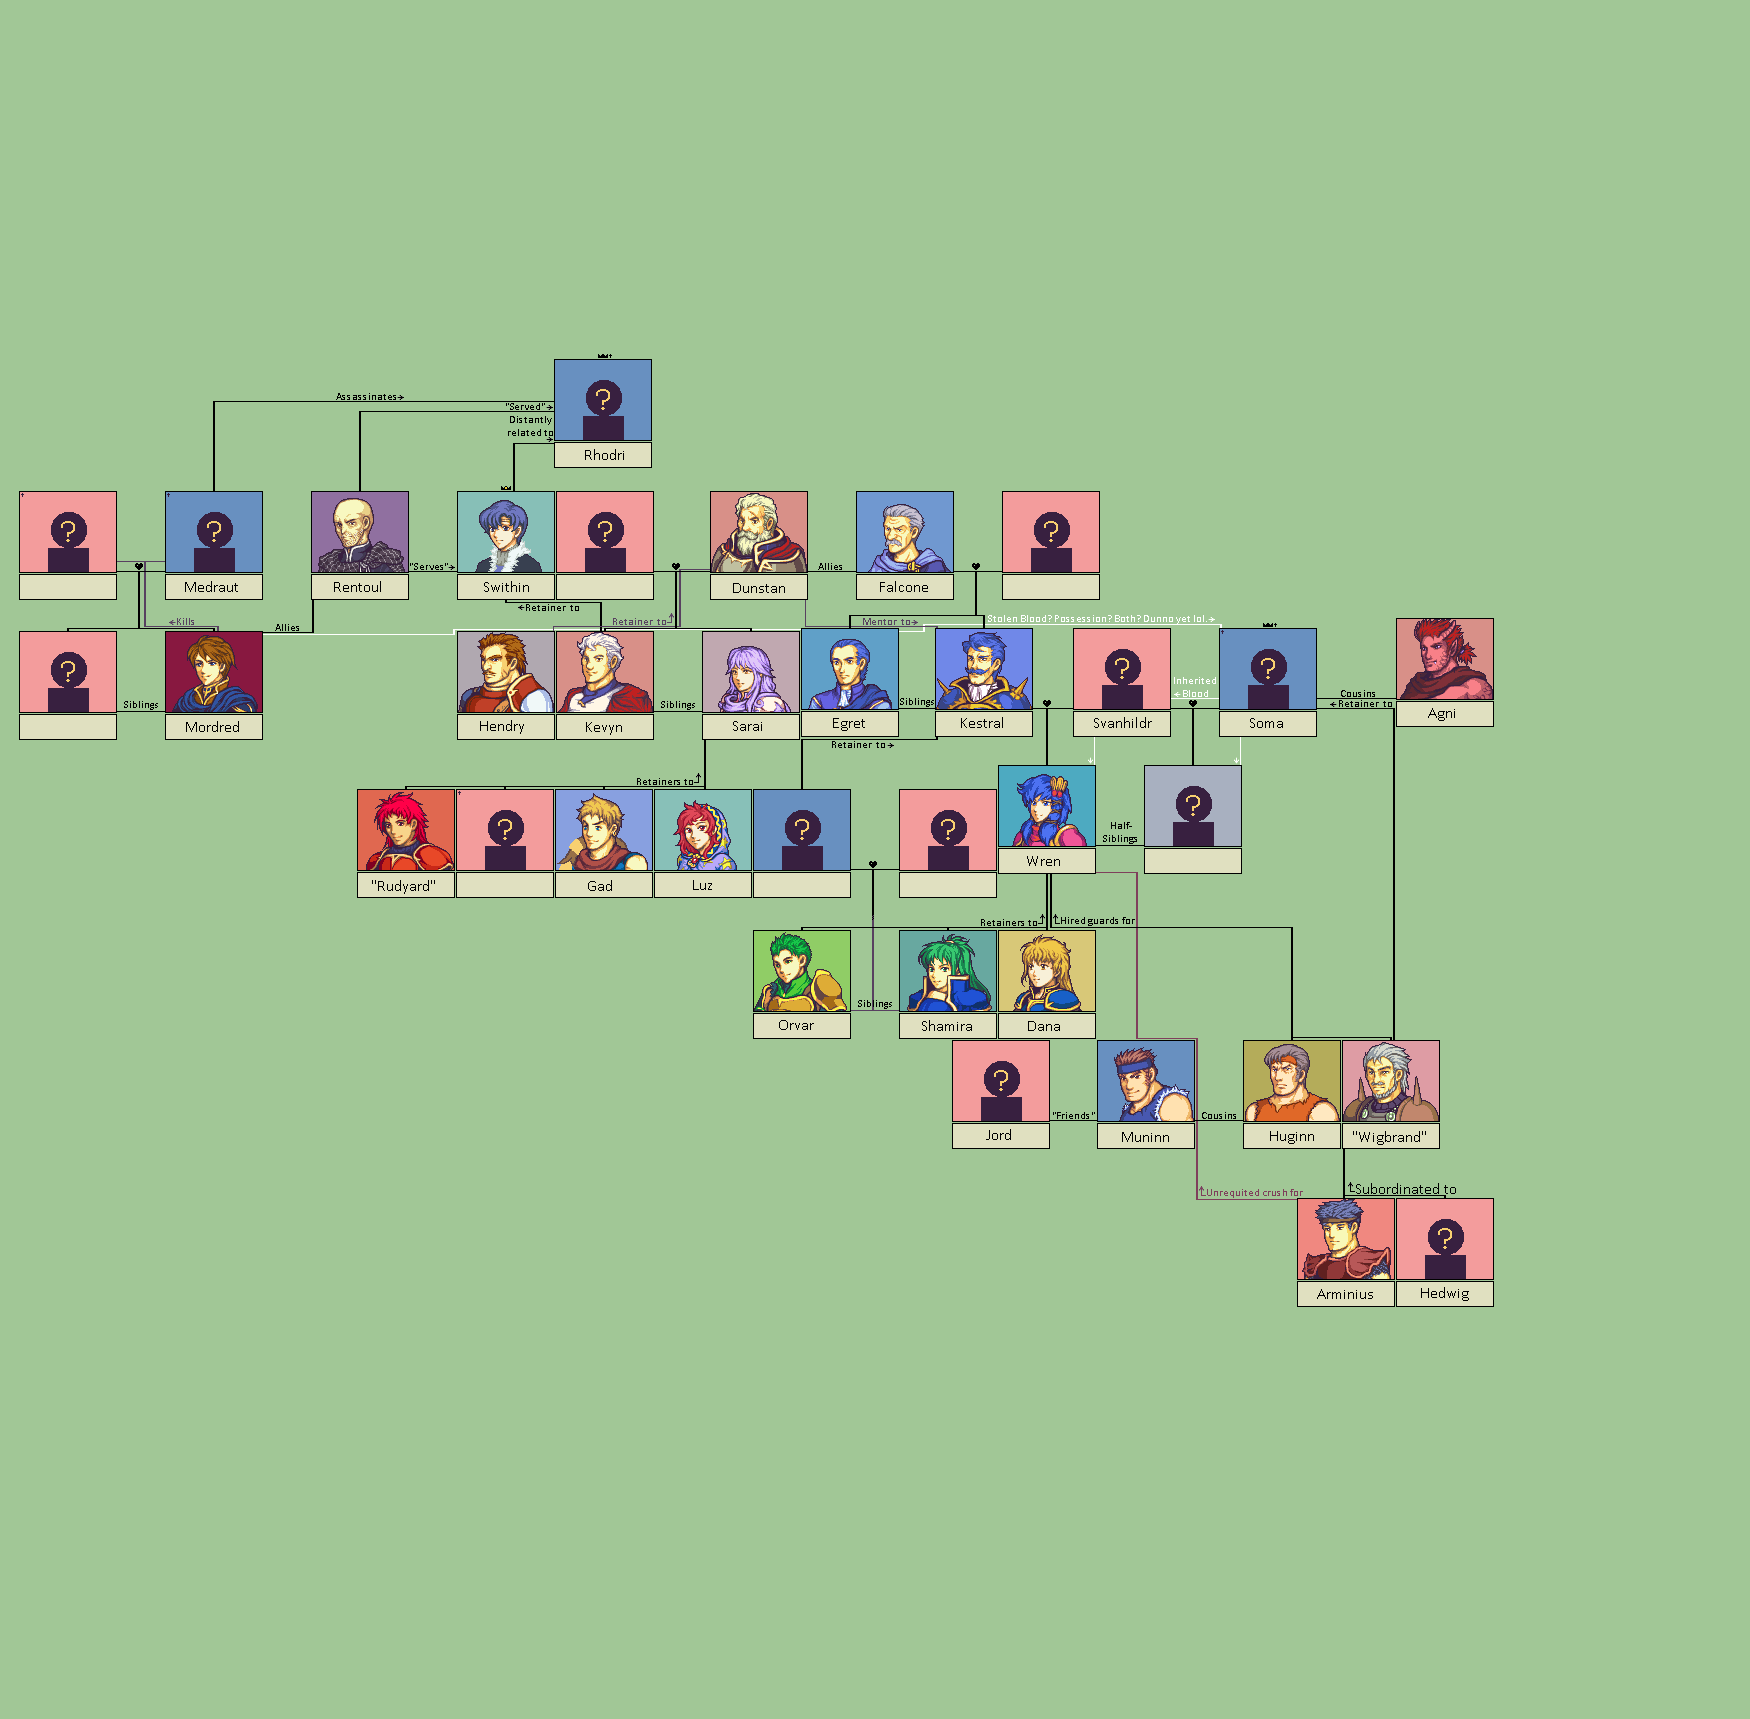 Assassinates→
"Served"→
Distantly
related to
→
?
Rhodri
?
?
?
?
Medraut
Rentoul
"Serves"→
Swithin
Dunstan
Allies
Falcone
←Retainer to
←Kills
Allies
Retainer to↑
Mentor to→
Stolen Blood? Possession? Both? Dunno yet lol.→
?
?
?
Inherited
←Blood
Siblings
Siblings
Siblings
Cousins
←Retainer to
Mordred
Hendry
Kevyn
Sarai
Egret
Kestral
Svanhildr
Soma
Agni
Retainer to→
Retainers to↑
?
?
?
?
Half-
Siblings
Wren
"Rudyard"
Gad
Luz
Retainers to↑
↑Hired guards for
Siblings
Orvar
Shamira
Dana
?
"Friends"
Cousins
Jord
Muninn
Huginn
"Wigbrand"
↑Unrequited crush for
↑Subordinated to
?
Arminius
Hedwig